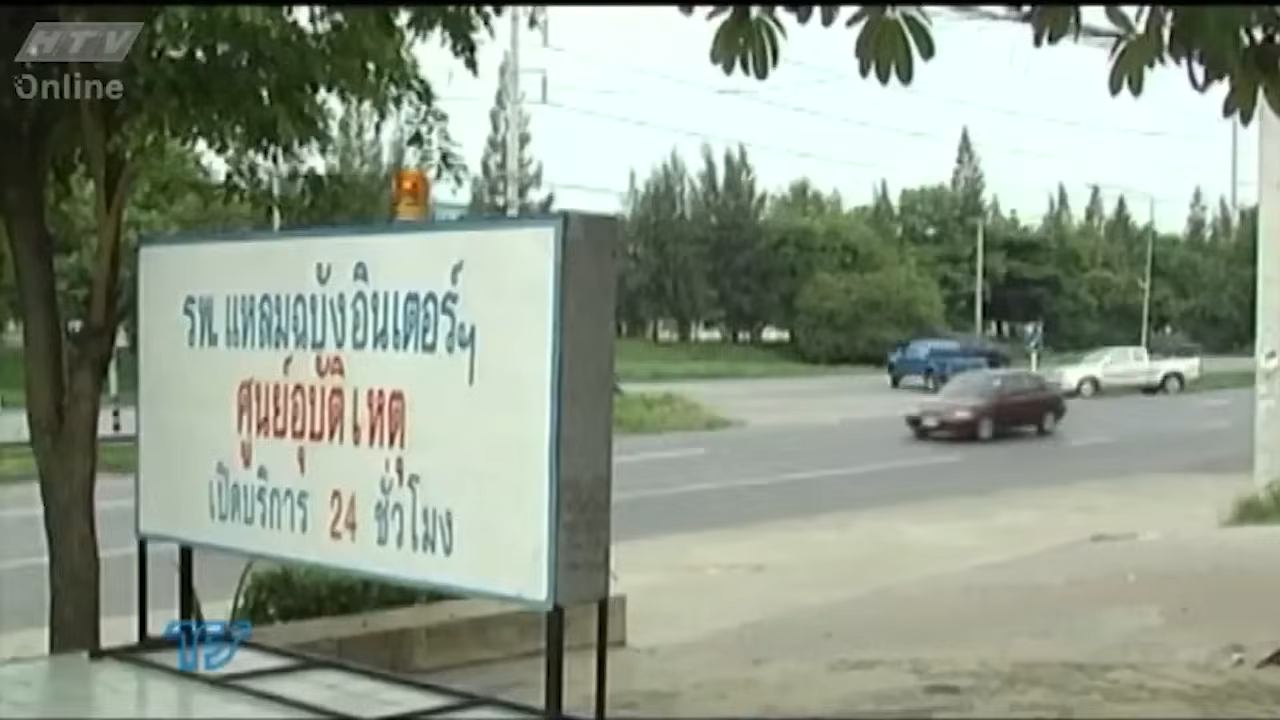 HTV
Online
รพ. แหลมฉบังอินเตอร์ฯ
ศูนย์อุบัติเหตุ
เปิดบริการ 24 ชั่วโมง